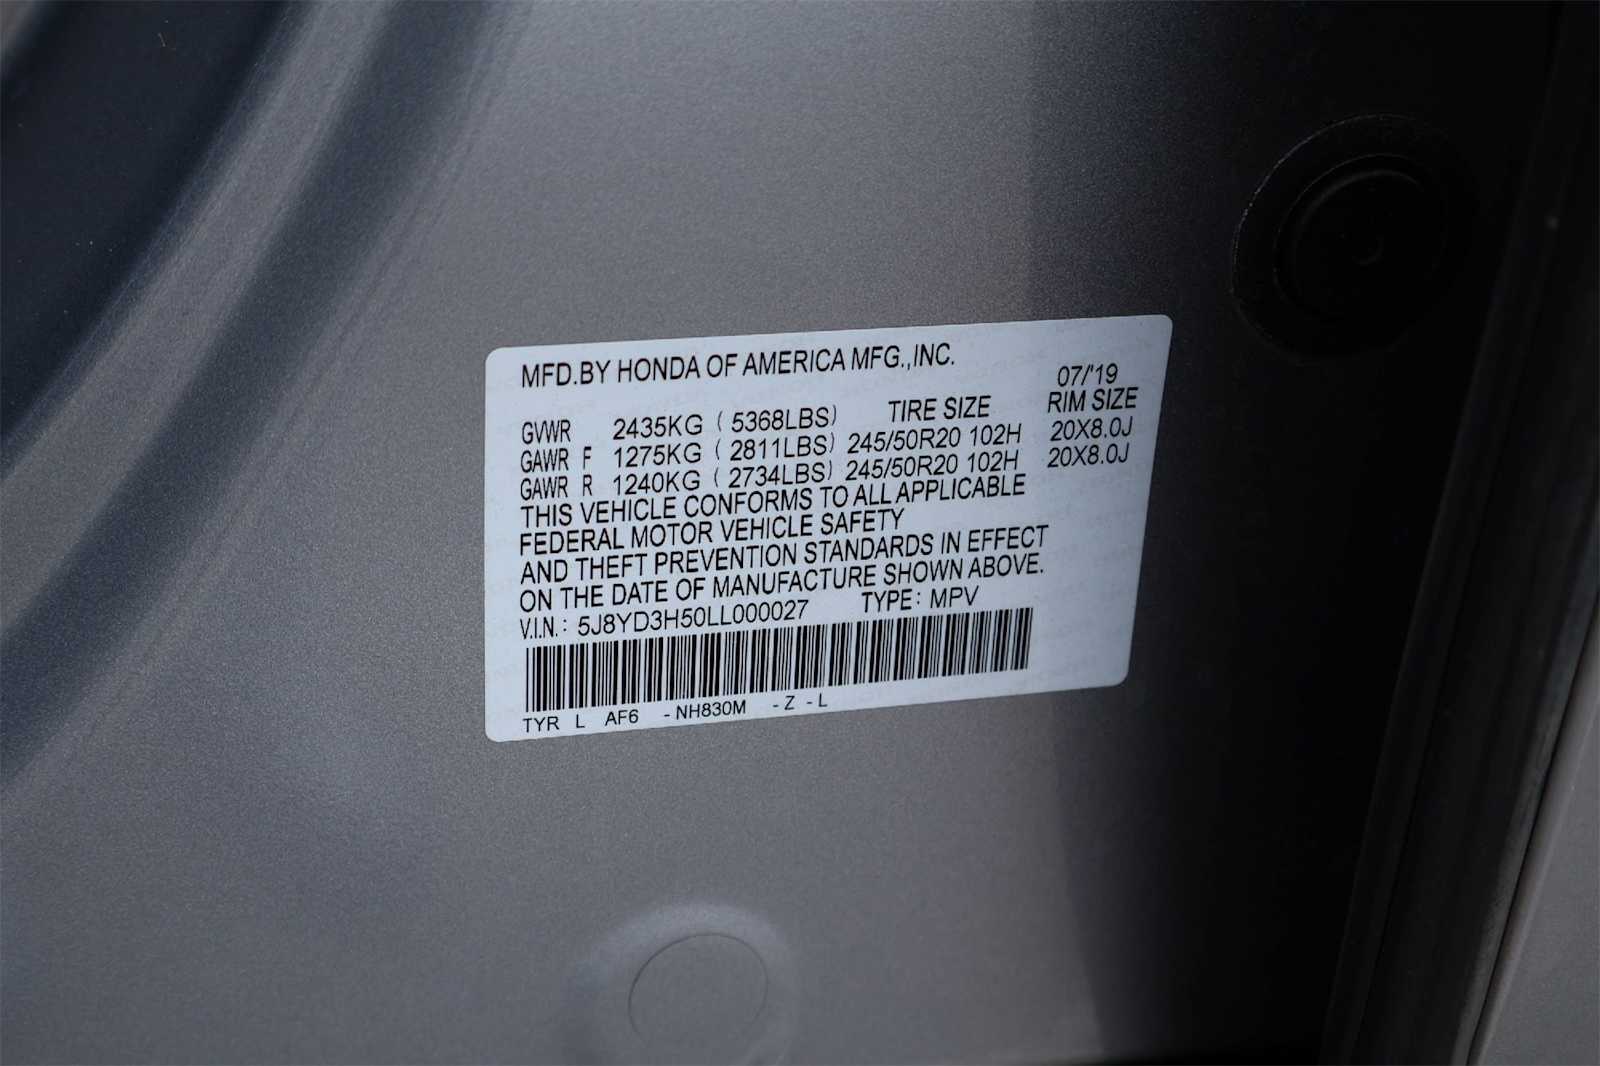 MFD.BY HONDA OF AMERICA MFG.,INC.
07/'19
GVWR 2435KG ( 5368LBS) TIRE SIZE RIM SIZE
GAWR F 1275KG ( 2811LBS) 245/50R20 102H 20X8.0J
GAWR R 1240KG ( 2734LBS) 245/50R20 102H 20X8.0J
THIS VEHICLE CONFORMS TO ALL APPLICABLE
FEDERAL MOTOR VEHICLE SAFETY
AND THEFT PREVENTION STANDARDS IN EFFECT
ON THE DATE OF MANUFACTURE SHOWN ABOVE.
V.I.N.: 5J8YD3H50LL000027 TYPE: MPV
TYR L AF6 -NH830M -Z -L